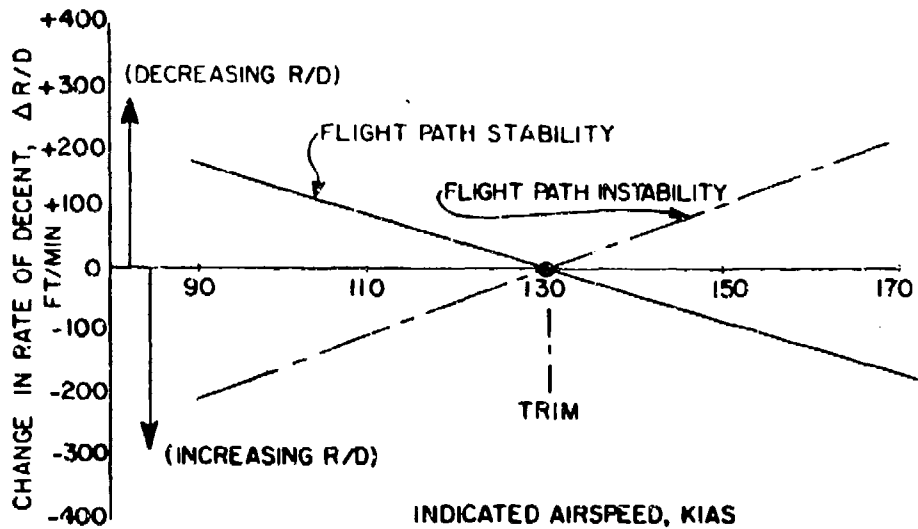 CHANGE IN RATE OF DECENT, Δ R/D
FT/MIN
+400
+300
+200
+100
0
-100
-200
-300
-400
(DECREASING R/D)
FLIGHT PATH STABILITY
FLIGHT PATH INSTABILITY
90
110
130
150
170
TRIM
(INCREASING R/D)
INDICATED AIRSPEED, KIAS